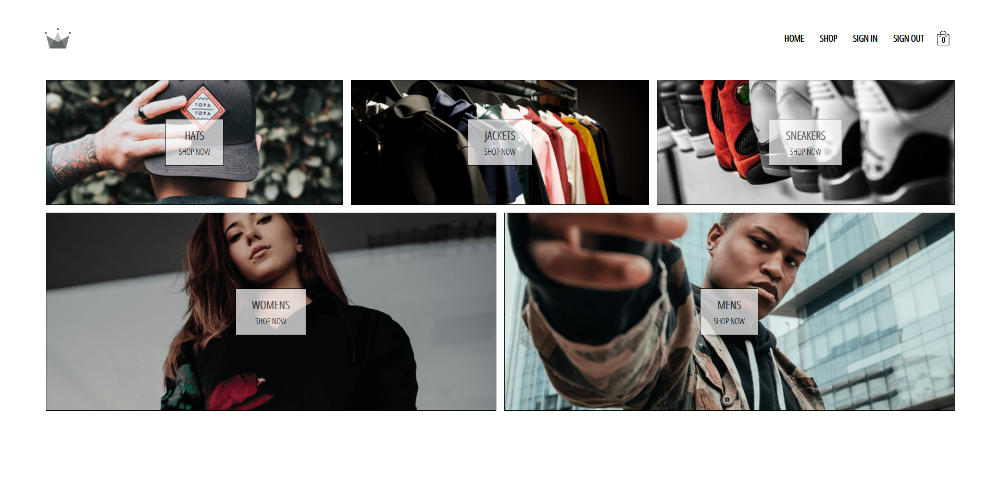 HOME SHOP SIGN IN SIGN OUT 0
TOPA
TOPA
HATS
SHOP NOW
JACKETS
SHOP NOW
SNEAKERS
SHOP NOW
WOMENS
SHOP NOW
MENS
SHOP NOW